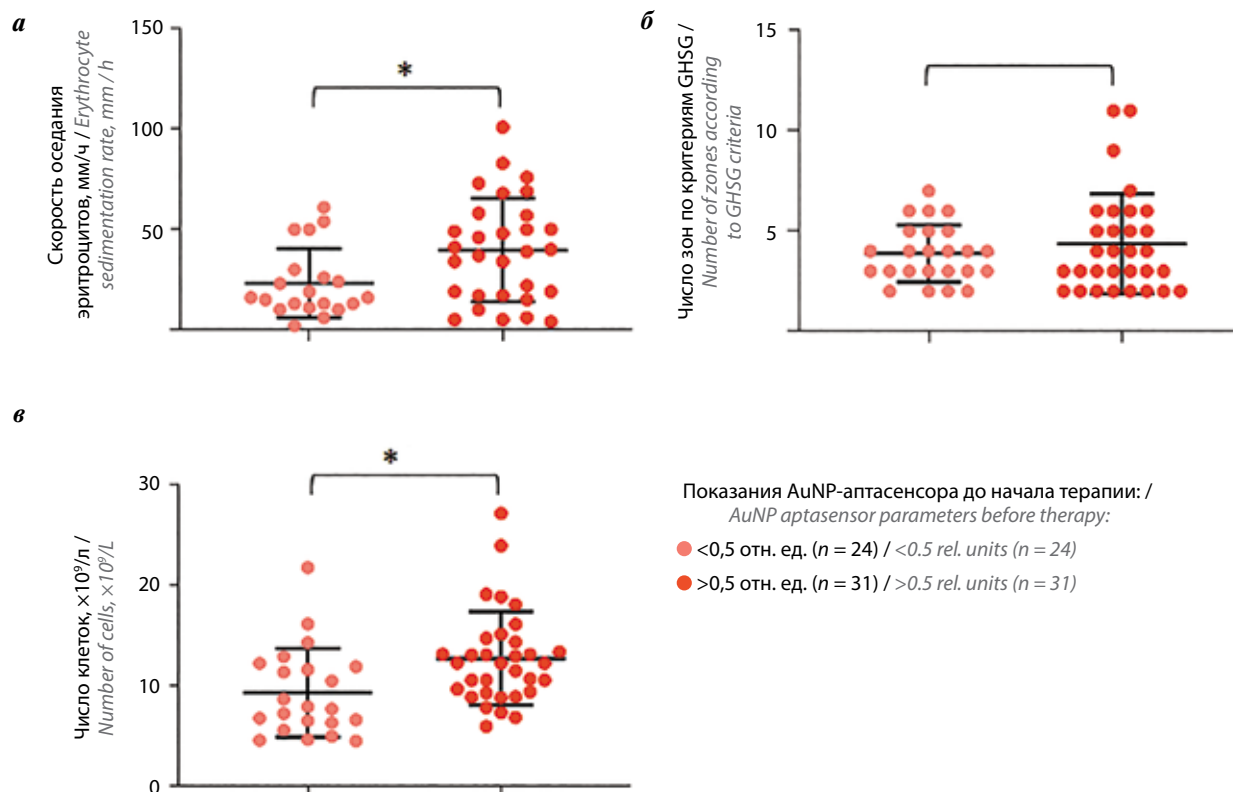 а
150
100
50
Скорость оседания
эритроцитов, мм/ч / Erythrocyte
sedimentation rate, mm / h
*
б
15
10
5
Число зон по критериям GHSG /
Number of zones according
to GHSG criteria
в
30
20
10
0
Число клеток, ×10⁹/л /
Number of cells, ×10⁹/L
*
Показания AuNP-аптасенсора до начала терапии: /
AuNP aptasensor parameters before therapy:
<0,5 отн. ед. (n = 24) / <0.5 rel. units (n = 24)
>0,5 отн. ед. (n = 31) / >0.5 rel. units (n = 31)